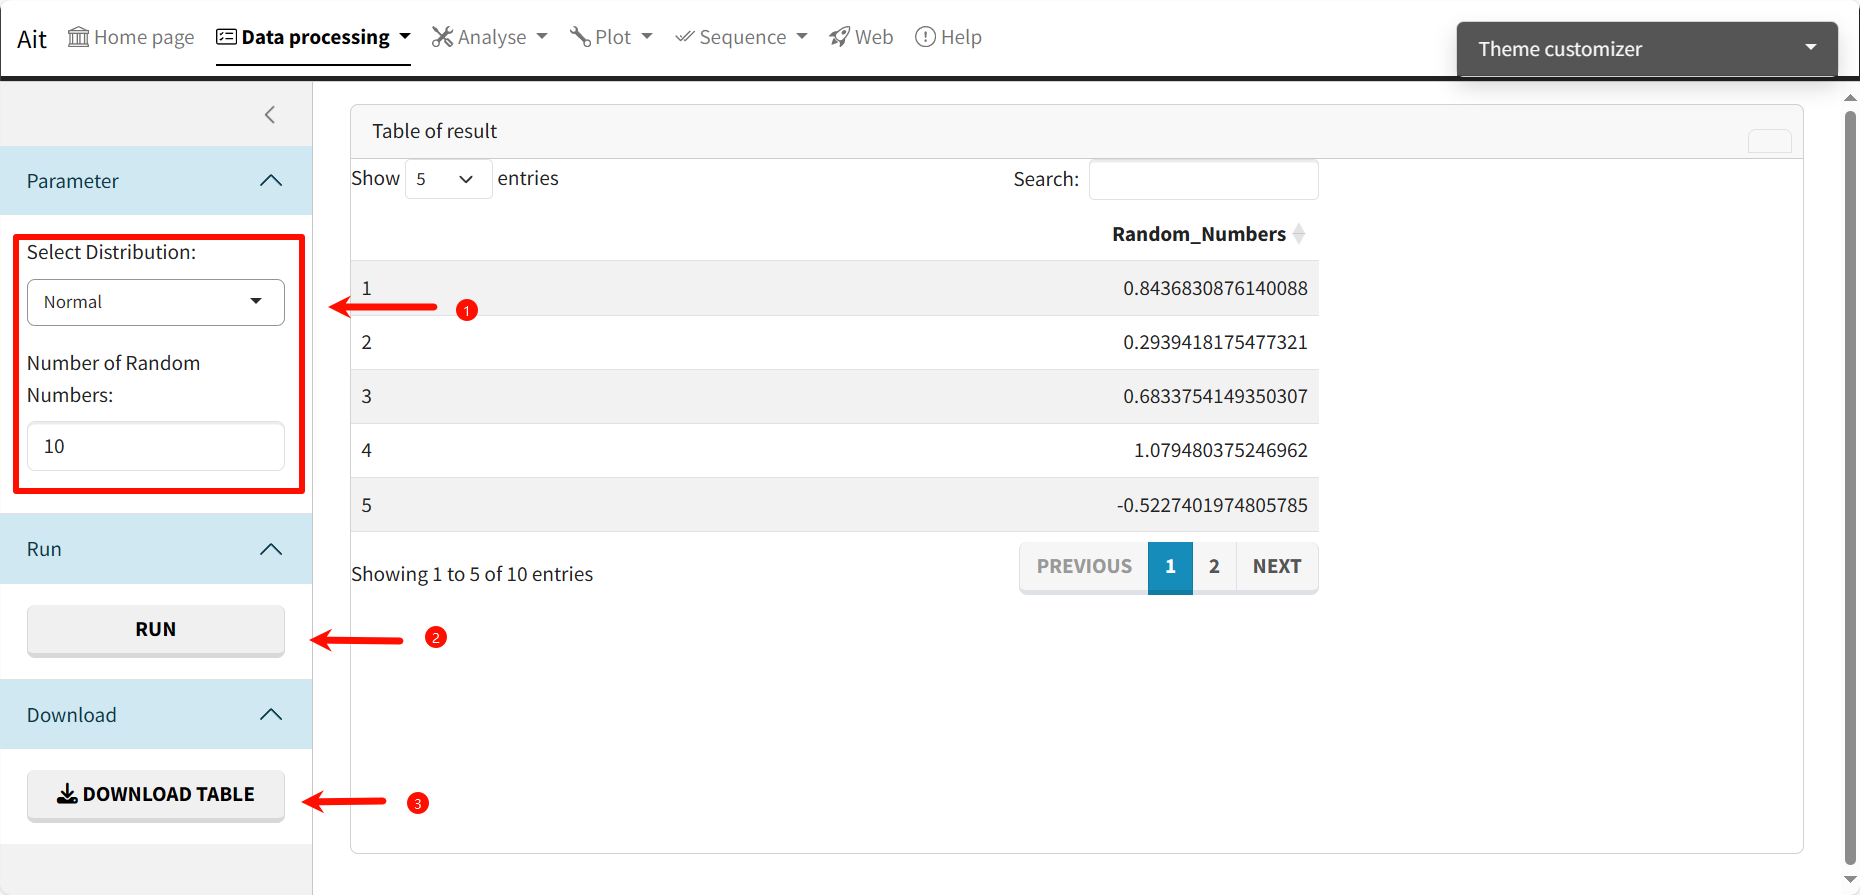 Ait Home page Data processing Analyse Plot Sequence Web Help Theme customizer
Parameter
Select Distribution:
Normal
Number of Random
Numbers:
10
Run
RUN
Download
DOWNLOAD TABLE
1
2
3
Table of result
Show 5 entries Search:
Random_Numbers
1 0.8436830876140088
2 0.2939418175477321
3 0.6833754149350307
4 1.079480375246962
5 -0.5227401974805785
Showing 1 to 5 of 10 entries PREVIOUS 1 2 NEXT